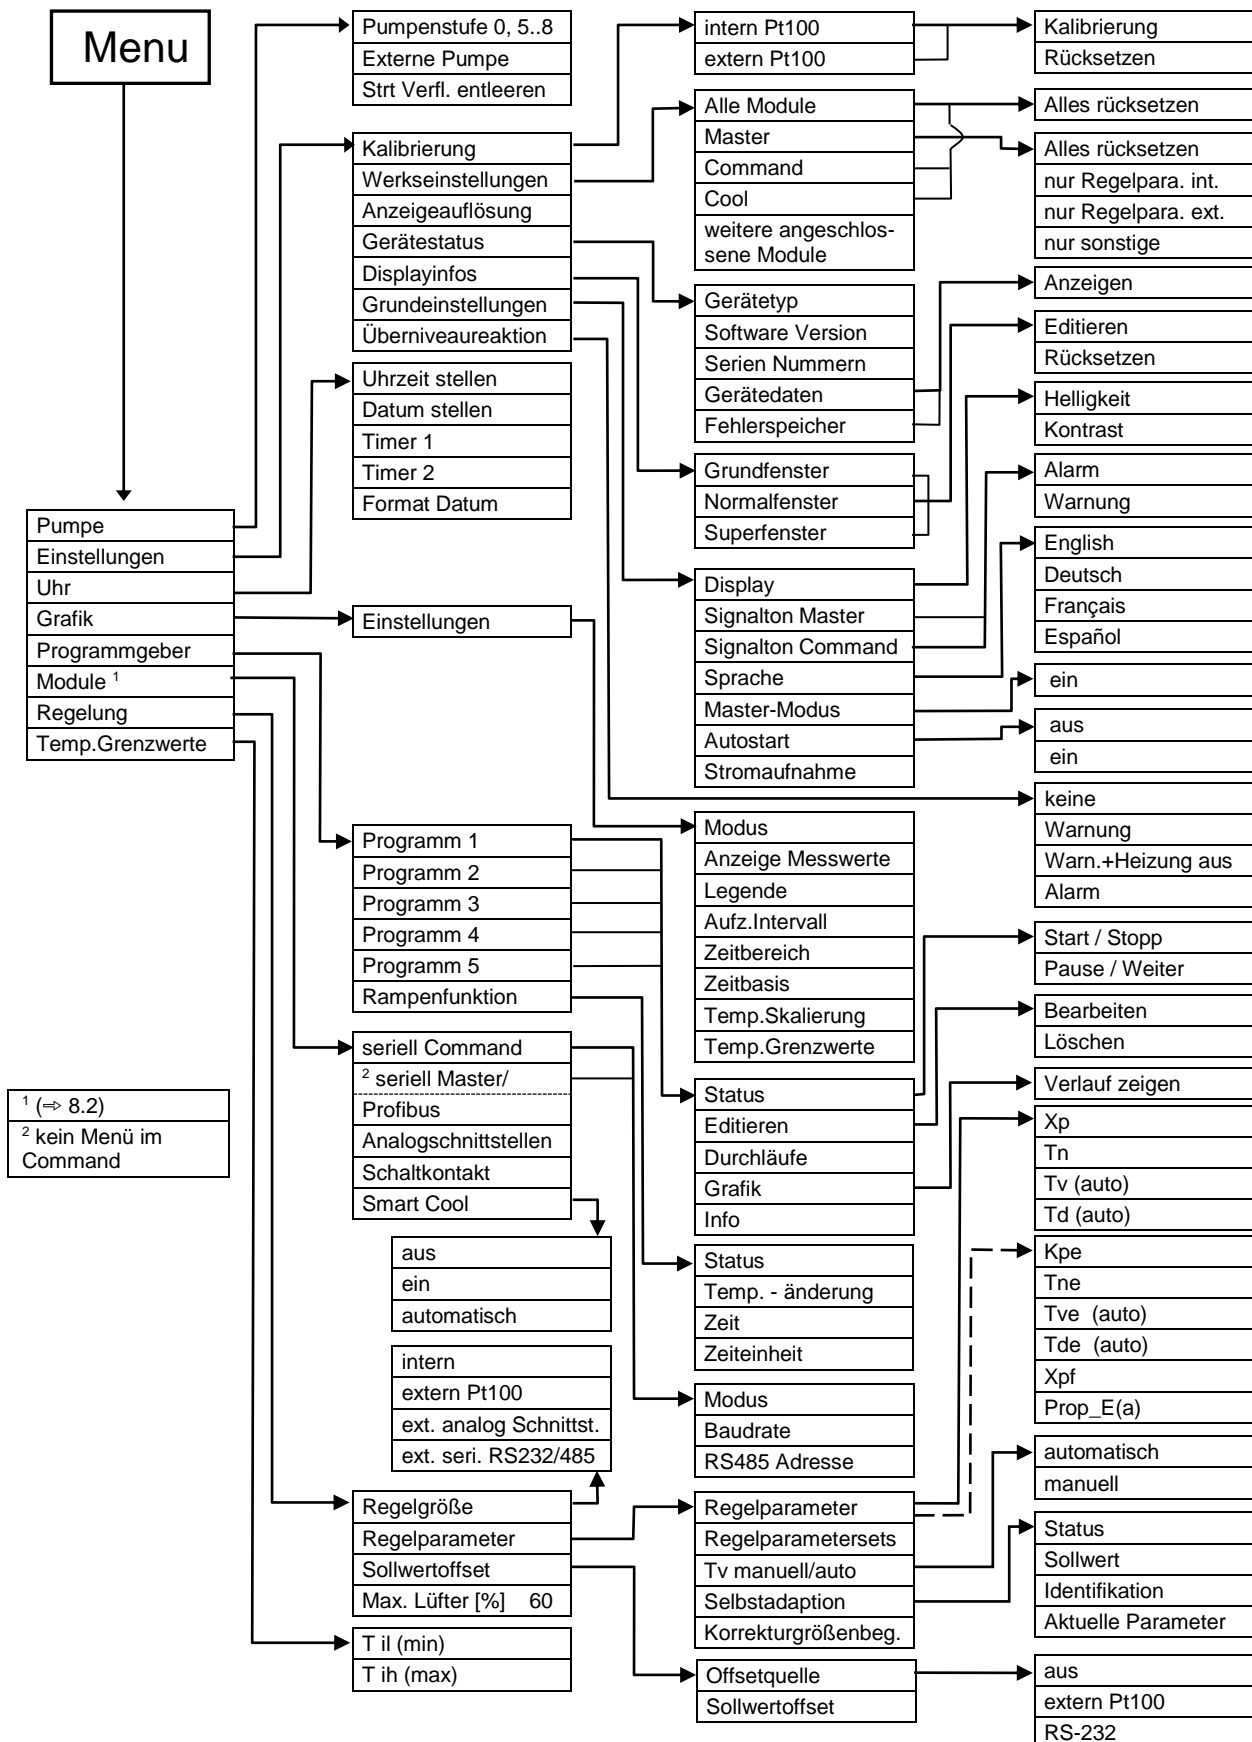 Menu
Pumpe
Einstellungen
Uhr
Grafik
Programmgeber
Module ¹
Regelung
Temp.Grenzwerte
¹ (⇨ 8.2)
² kein Menü im
Command
Pumpenstufe 0, 5..8
Externe Pumpe
Strt Verfl. entleeren
Kalibrierung
Werkseinstellungen
Anzeigeauflösung
Gerätestatus
Displayinfos
Grundeinstellungen
Überniveaureaktion
Uhrzeit stellen
Datum stellen
Timer 1
Timer 2
Format Datum
Einstellungen
Programm 1
Programm 2
Programm 3
Programm 4
Programm 5
Rampenfunktion
seriell Command
² seriell Master/
Profibus
Analogschnittstellen
Schaltkontakt
Smart Cool
aus
ein
automatisch
intern
extern Pt100
ext. analog Schnittst.
ext. seri. RS232/485
Regelgröße
Regelparameter
Sollwertoffset
Max. Lüfter [%] 60
T il (min)
T ih (max)
intern Pt100
extern Pt100
Alle Module
Master
Command
Cool
weitere angeschlos-
sene Module
Gerätetyp
Software Version
Serien Nummern
Gerätedaten
Fehlerspeicher
Grundfenster
Normalfenster
Superfenster
Display
Signalton Master
Signalton Command
Sprache
Master-Modus
Autostart
Stromaufnahme
Modus
Anzeige Messwerte
Legende
Aufz.Intervall
Zeitbereich
Zeitbasis
Temp.Skalierung
Temp.Grenzwerte
Status
Editieren
Durchläufe
Grafik
Info
Status
Temp. - änderung
Zeit
Zeiteinheit
Modus
Baudrate
RS485 Adresse
Regelparameter
Regelparametersets
Tv manuell/auto
Selbstadaption
Korrekturgrößenbeg.
Offsetquelle
Sollwertoffset
Kalibrierung
Rücksetzen
Alles rücksetzen
Alles rücksetzen
nur Regelpara. int.
nur Regelpara. ext.
nur sonstige
Anzeigen
Editieren
Rücksetzen
Helligkeit
Kontrast
Alarm
Warnung
English
Deutsch
Français
Español
ein
aus
ein
keine
Warnung
Warn.+Heizung aus
Alarm
Start / Stopp
Pause / Weiter
Bearbeiten
Löschen
Verlauf zeigen
Xp
Tn
Tv (auto)
Td (auto)
Kpe
Tne
Tve (auto)
Tde (auto)
Xpf
Prop_E(a)
automatisch
manuell
Status
Sollwert
Identifikation
Aktuelle Parameter
aus
extern Pt100
RS-232